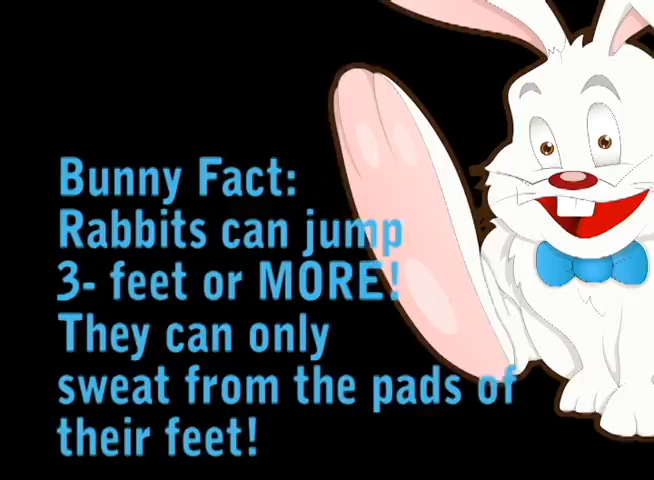 Bunny Fact:
Rabbits can jump
3- feet or MORE!
They can only
sweat from the pads of
their feet!